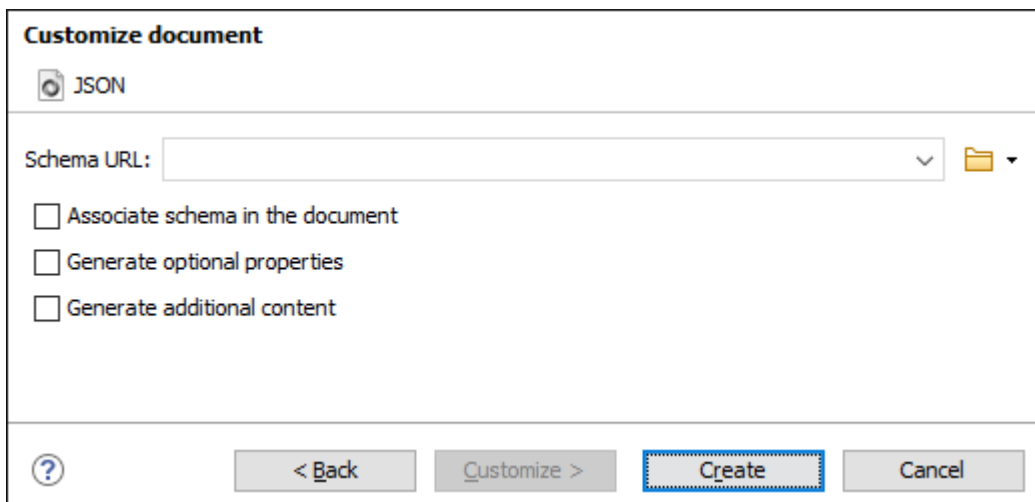 Customize document
JSON
Schema URL:
Associate schema in the document
Generate optional properties
Generate additional content
? < Back Customize > Create Cancel